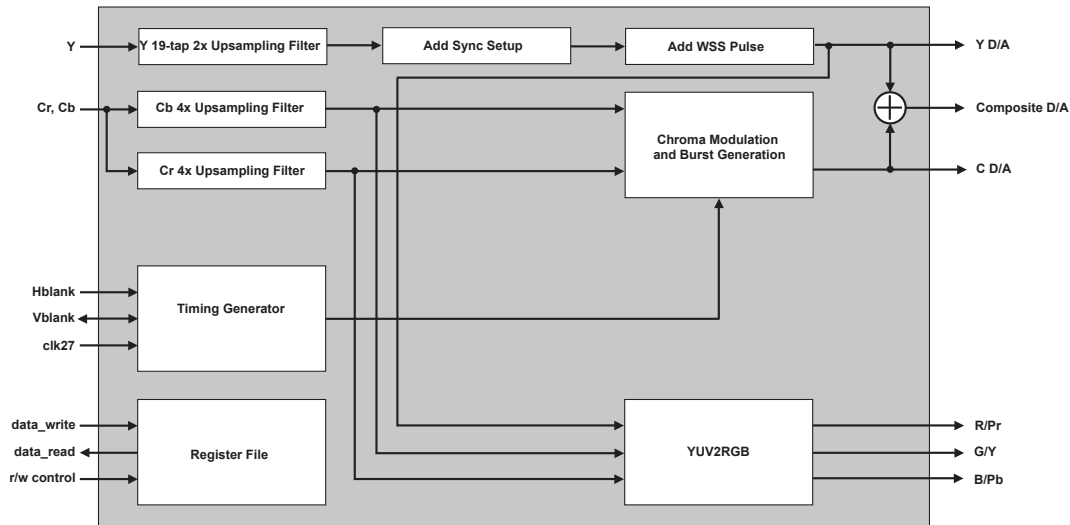 Y
Y 19-tap 2x Upsampling Filter
Add Sync Setup
Add WSS Pulse
Y D/A
Cr, Cb
Cb 4x Upsampling Filter
Chroma Modulation
and Burst Generation
Composite D/A
Cr 4x Upsampling Filter
C D/A
Hblank
Vblank
clk27
Timing Generator
data_write
data_read
r/w control
Register File
YUV2RGB
R/Pr
G/Y
B/Pb